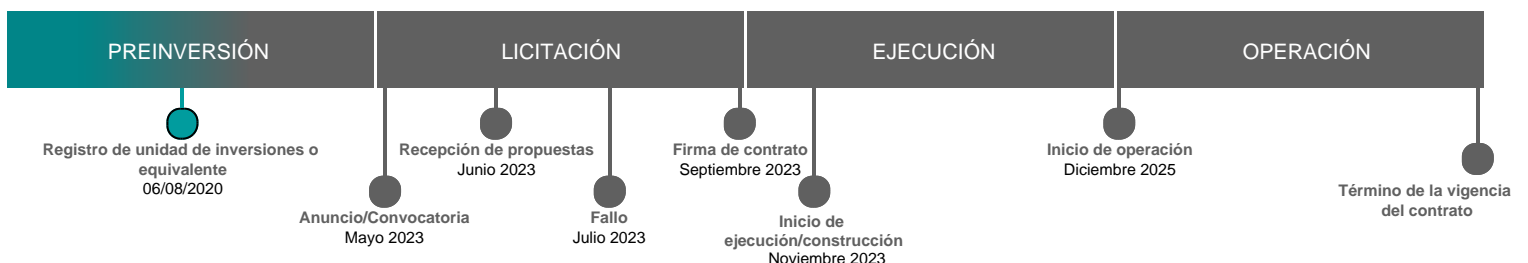 PREINVERSIÓN
LICITACIÓN
EJECUCIÓN
OPERACIÓN
Registro de unidad de inversiones o
equivalente
06/08/2020
Anuncio/Convocatoria
Mayo 2023
Recepción de propuestas
Junio 2023
Fallo
Julio 2023
Firma de contrato
Septiembre 2023
Inicio de
ejecución/construcción
Noviembre 2023
Inicio de operación
Diciembre 2025
Término de la vigencia
del contrato